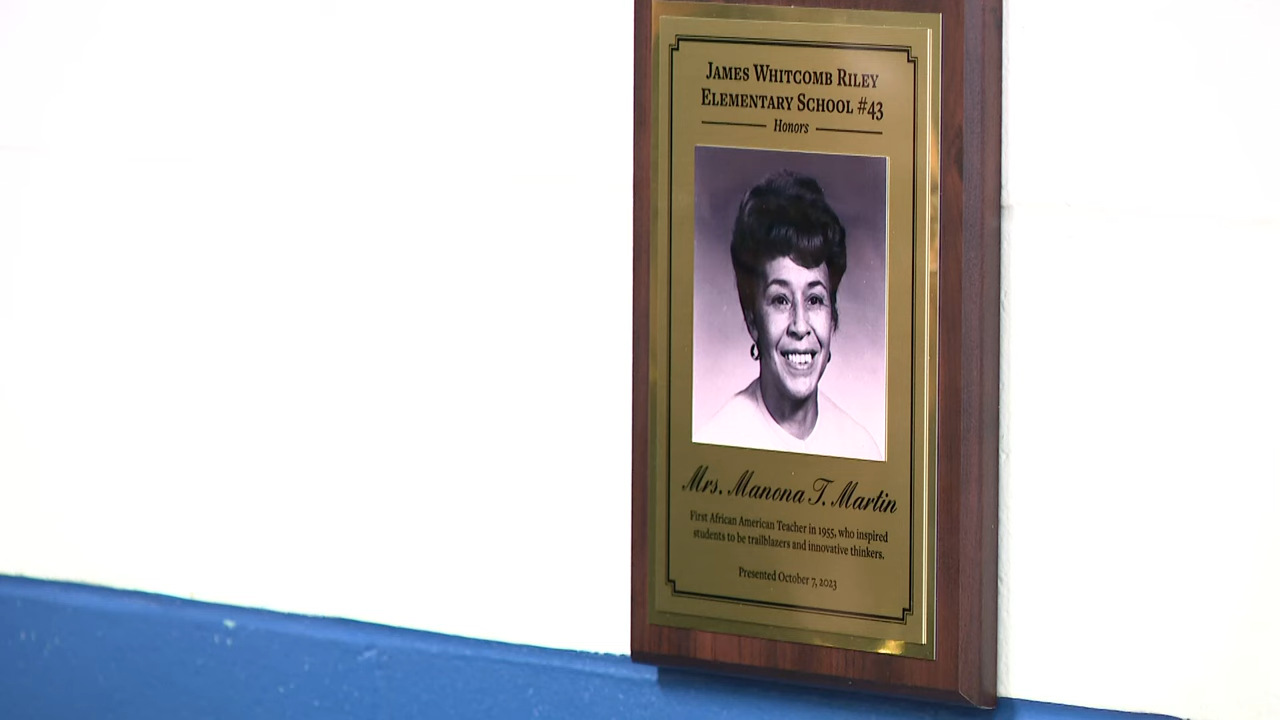 James Whitcomb Riley
Elementary School #43
Honors
Mrs. Manona T. Martin
First African American Teacher in 1955, who inspired
students to be trailblazers and innovative thinkers.
Presented October 7, 2023